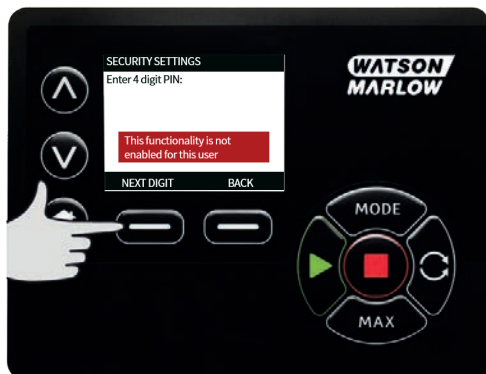 SECURITY SETTINGS
Enter 4 digit PIN:
This functionality is not
enabled for this user
NEXT DIGIT BACK
WATSON
MARLOW
MODE
MAX